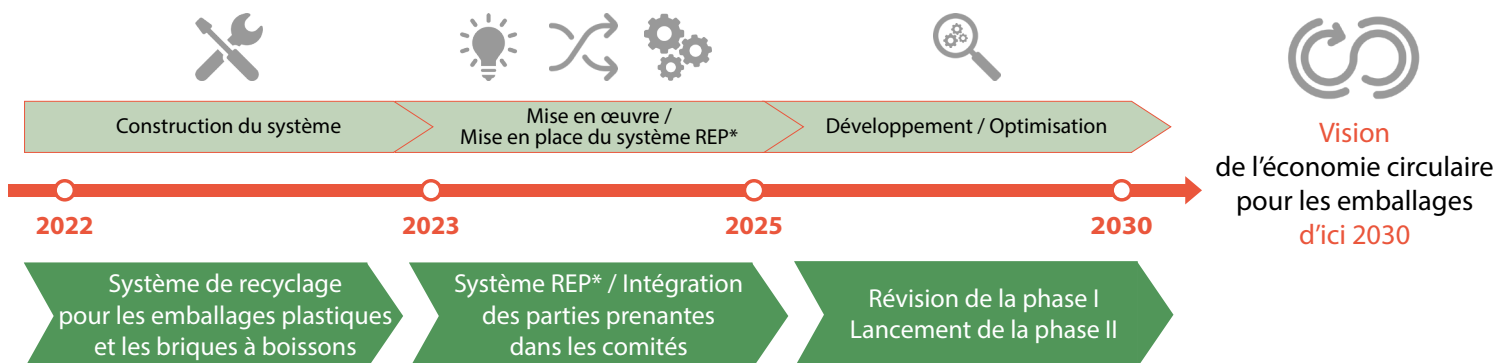 Construction du système
Mise en œuvre /
Mise en place du système REP*
Développement / Optimisation
Vision
de l'économie circulaire
pour les emballages
d'ici 2030
2022
2023
2025
2030
Système de recyclage
pour les emballages plastiques
et les briques à boissons
Système REP* / Intégration
des parties prenantes
dans les comités
Révision de la phase I
Lancement de la phase II